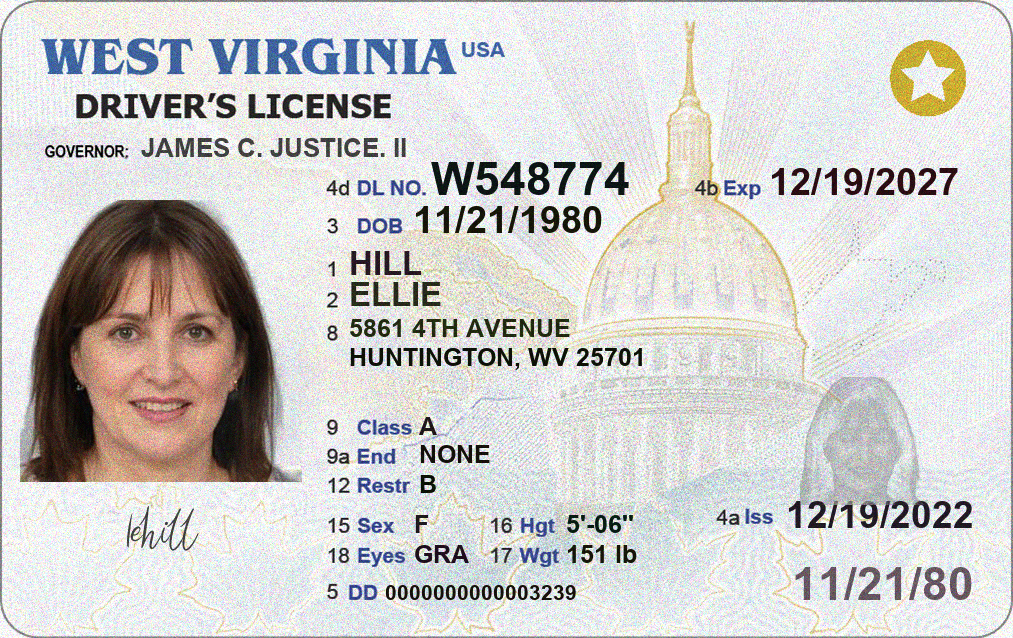 WEST VIRGINIA USA
DRIVER'S LICENSE
GOVERNOR: JAMES C. JUSTICE. II
4d DL NO. W548774 4b Exp 12/19/2027
3 DOB 11/21/1980
1 HILL
2 ELLIE
8 5861 4TH AVENUE
HUNTINGTON, WV 25701
9 Class A
9a End NONE
12 Restr B
15 Sex F 16 Hgt 5'-06"
4a Iss 12/19/2022
18 Eyes GRA 17 Wgt 151 lb
5 DD 0000000000003239
11/21/80
lehill